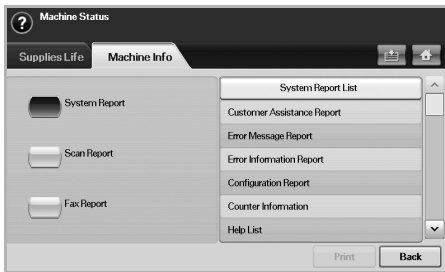 ? Machine Status
Supplies Life Machine Info
System Report
Scan Report
Fax Report
System Report List
Customer Assistance Report
Error Message Report
Error Information Report
Configuration Report
Counter Information
Help List
Print Back